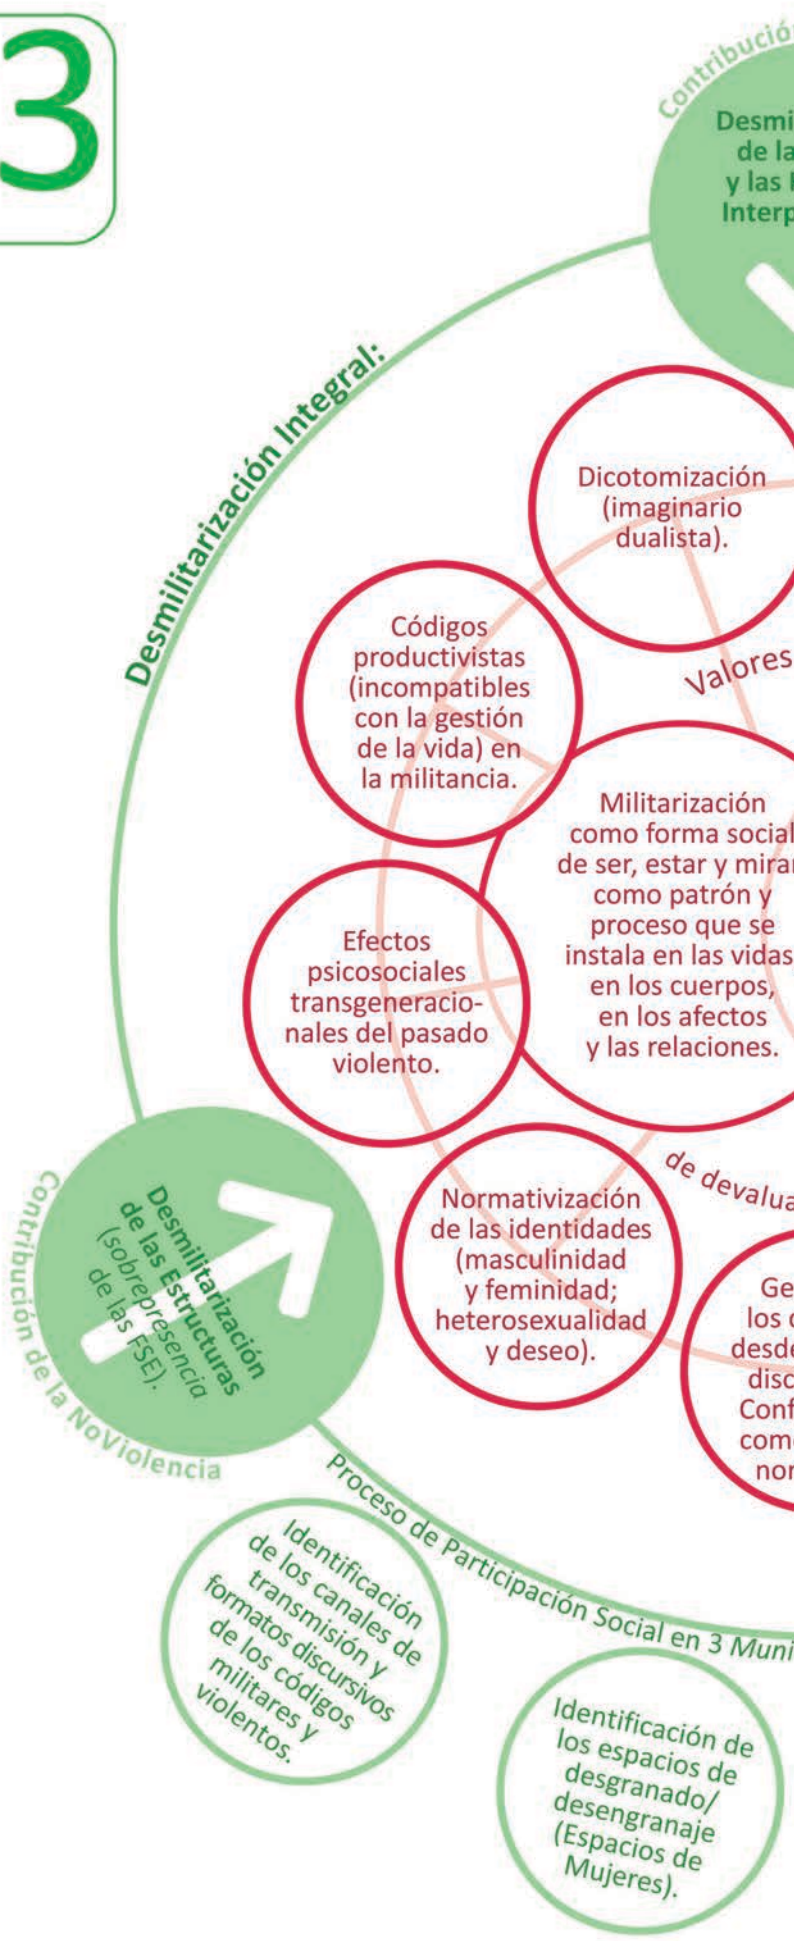 3
Contribución
Desmi
de la
y las
Interp
Desmilitarización Integral:
Dicotomización
(imaginario
dualista).
Códigos
productivistas
(incompatibles
con la gestión
de la vida) en
la militancia.
Valores
Militarización
como forma social
de ser, estar y mirar
como patrón y
proceso que se
instala en las vidas
en los cuerpos,
en los afectos
y las relaciones.
Efectos
psicosociales
transgeneracio-
nales del pasado
violento.
de devalua
Normativización
de las identidades
(masculinidad
y feminidad;
heterosexualidad
y deseo).
Ge
los
desde
disc
Conf
com
nor
Desmilitarización
de las Estructuras
(sobrepresencia
de las FSE).
Contribución de la NoViolencia
Proceso de Participación Social en 3 Muni
Identificación
de los canales de
transmisión y
formatos discursivos
de los códigos
militares y
violentos.
Identificación de
los espacios de
desgranado/
desengranaje
(Espacios de
Mujeres).